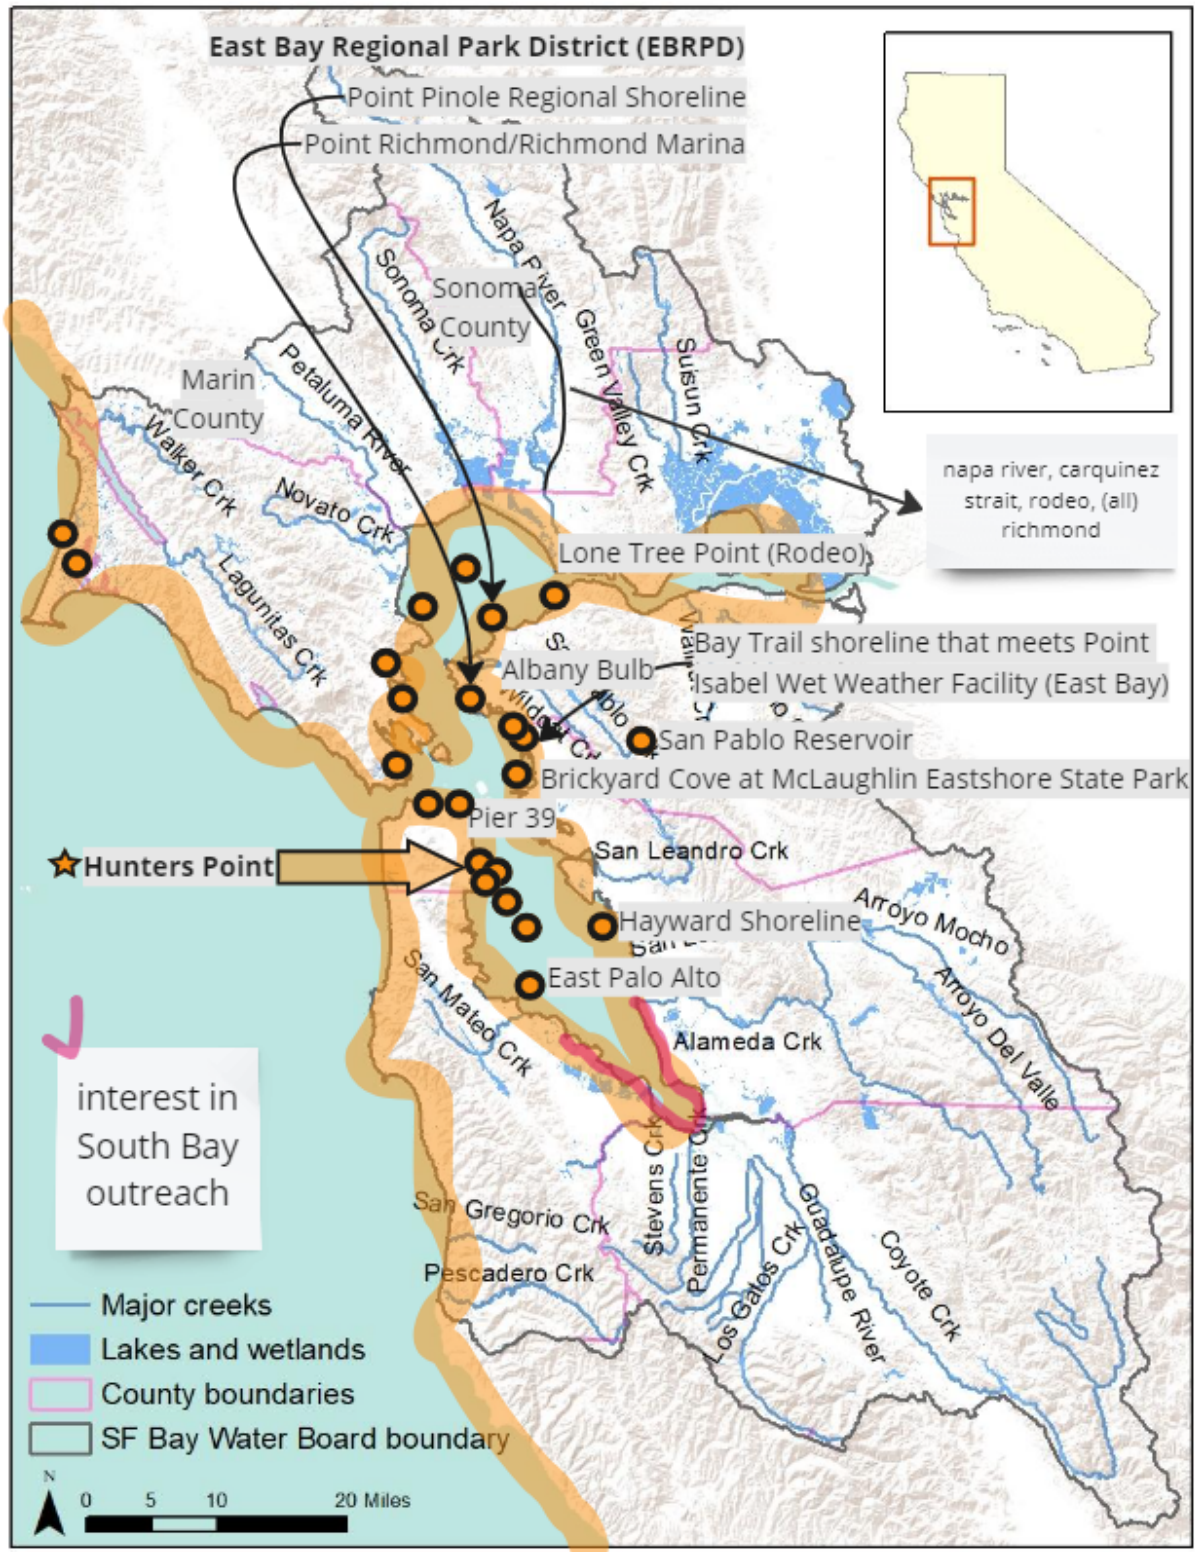 East Bay Regional Park District (EBRPD)
Point Pinole Regional Shoreline
Point Richmond/Richmond Marina
Napa River
Sonoma Crk
Sonoma
County
Green Valley Crk
Suisun Crk
Marin
County
Petaluma River
Walker Crk
Novato Crk
Lagunitas Crk
napa river, carquinez
strait, rodeo, (all)
richmond
Lone Tree Point (Rodeo)
Bay Trail shoreline that meets Point
Isabel Wet Weather Facility (East Bay)
Albany Bulb
San Pablo Reservoir
Brickyard Cove at McLaughlin Eastshore State Park
Pier 39
San Leandro Crk
Hunters Point
Arroyo Mocho
Hayward Shoreline
East Palo Alto
San Mateo Crk
Arroyo Del Valle
Alameda Crk
interest in
South Bay
outreach
Stevens Crk
Permanente Crk
San Gregorio Crk
Guadalupe River
Coyote Crk
Los Gatos Crk
Pescadero Crk
Major creeks
Lakes and wetlands
County boundaries
SF Bay Water Board boundary
N
0 5 10 20 Miles